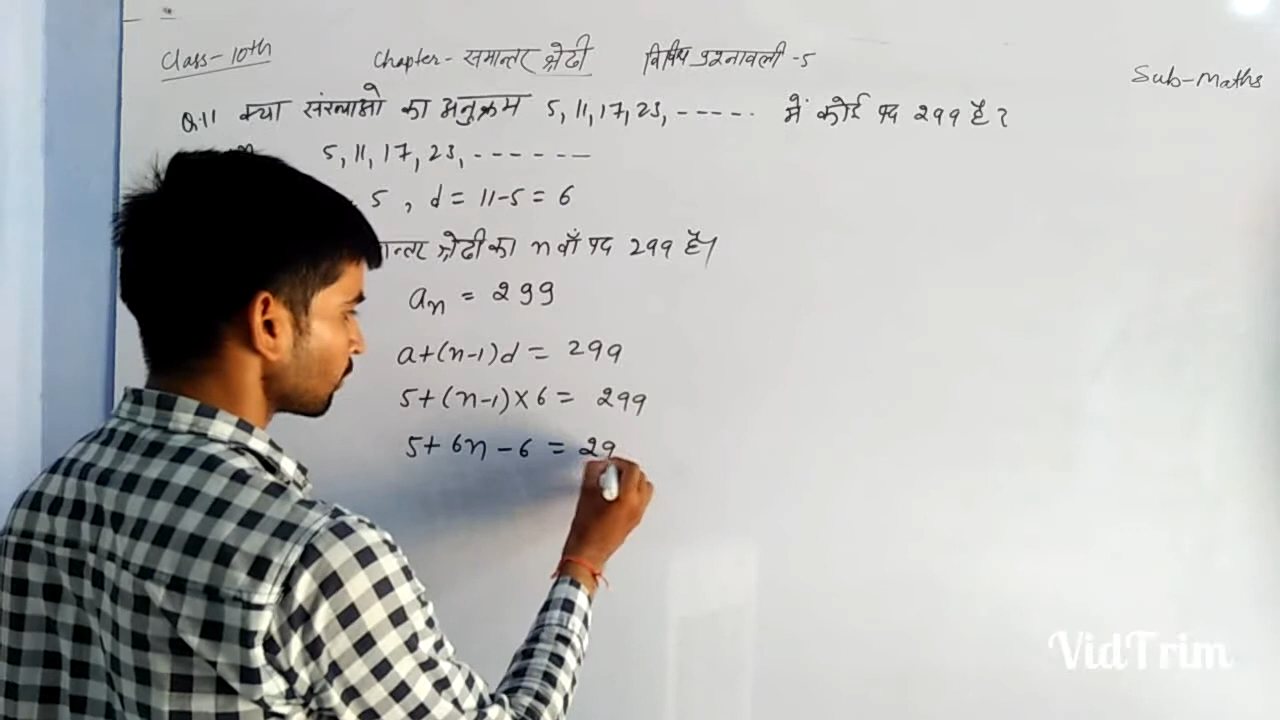 Class-10th Chapter- समान्तर श्रेढी विविध प्रश्नावली -5
Sub-Maths
Q.11 क्या संख्याओ का अनुक्रम 5, 11, 17, 23, ------ में कोई पद 299 है?
5, 11, 17, 23, -------
5, d = 11-5 = 6
न्तर श्रेढी का n वाँ पद 299 है।
an = 299
a+(n-1)d = 299
5+(n-1)×6 = 299
5+ 6n - 6 = 29
VidTrim